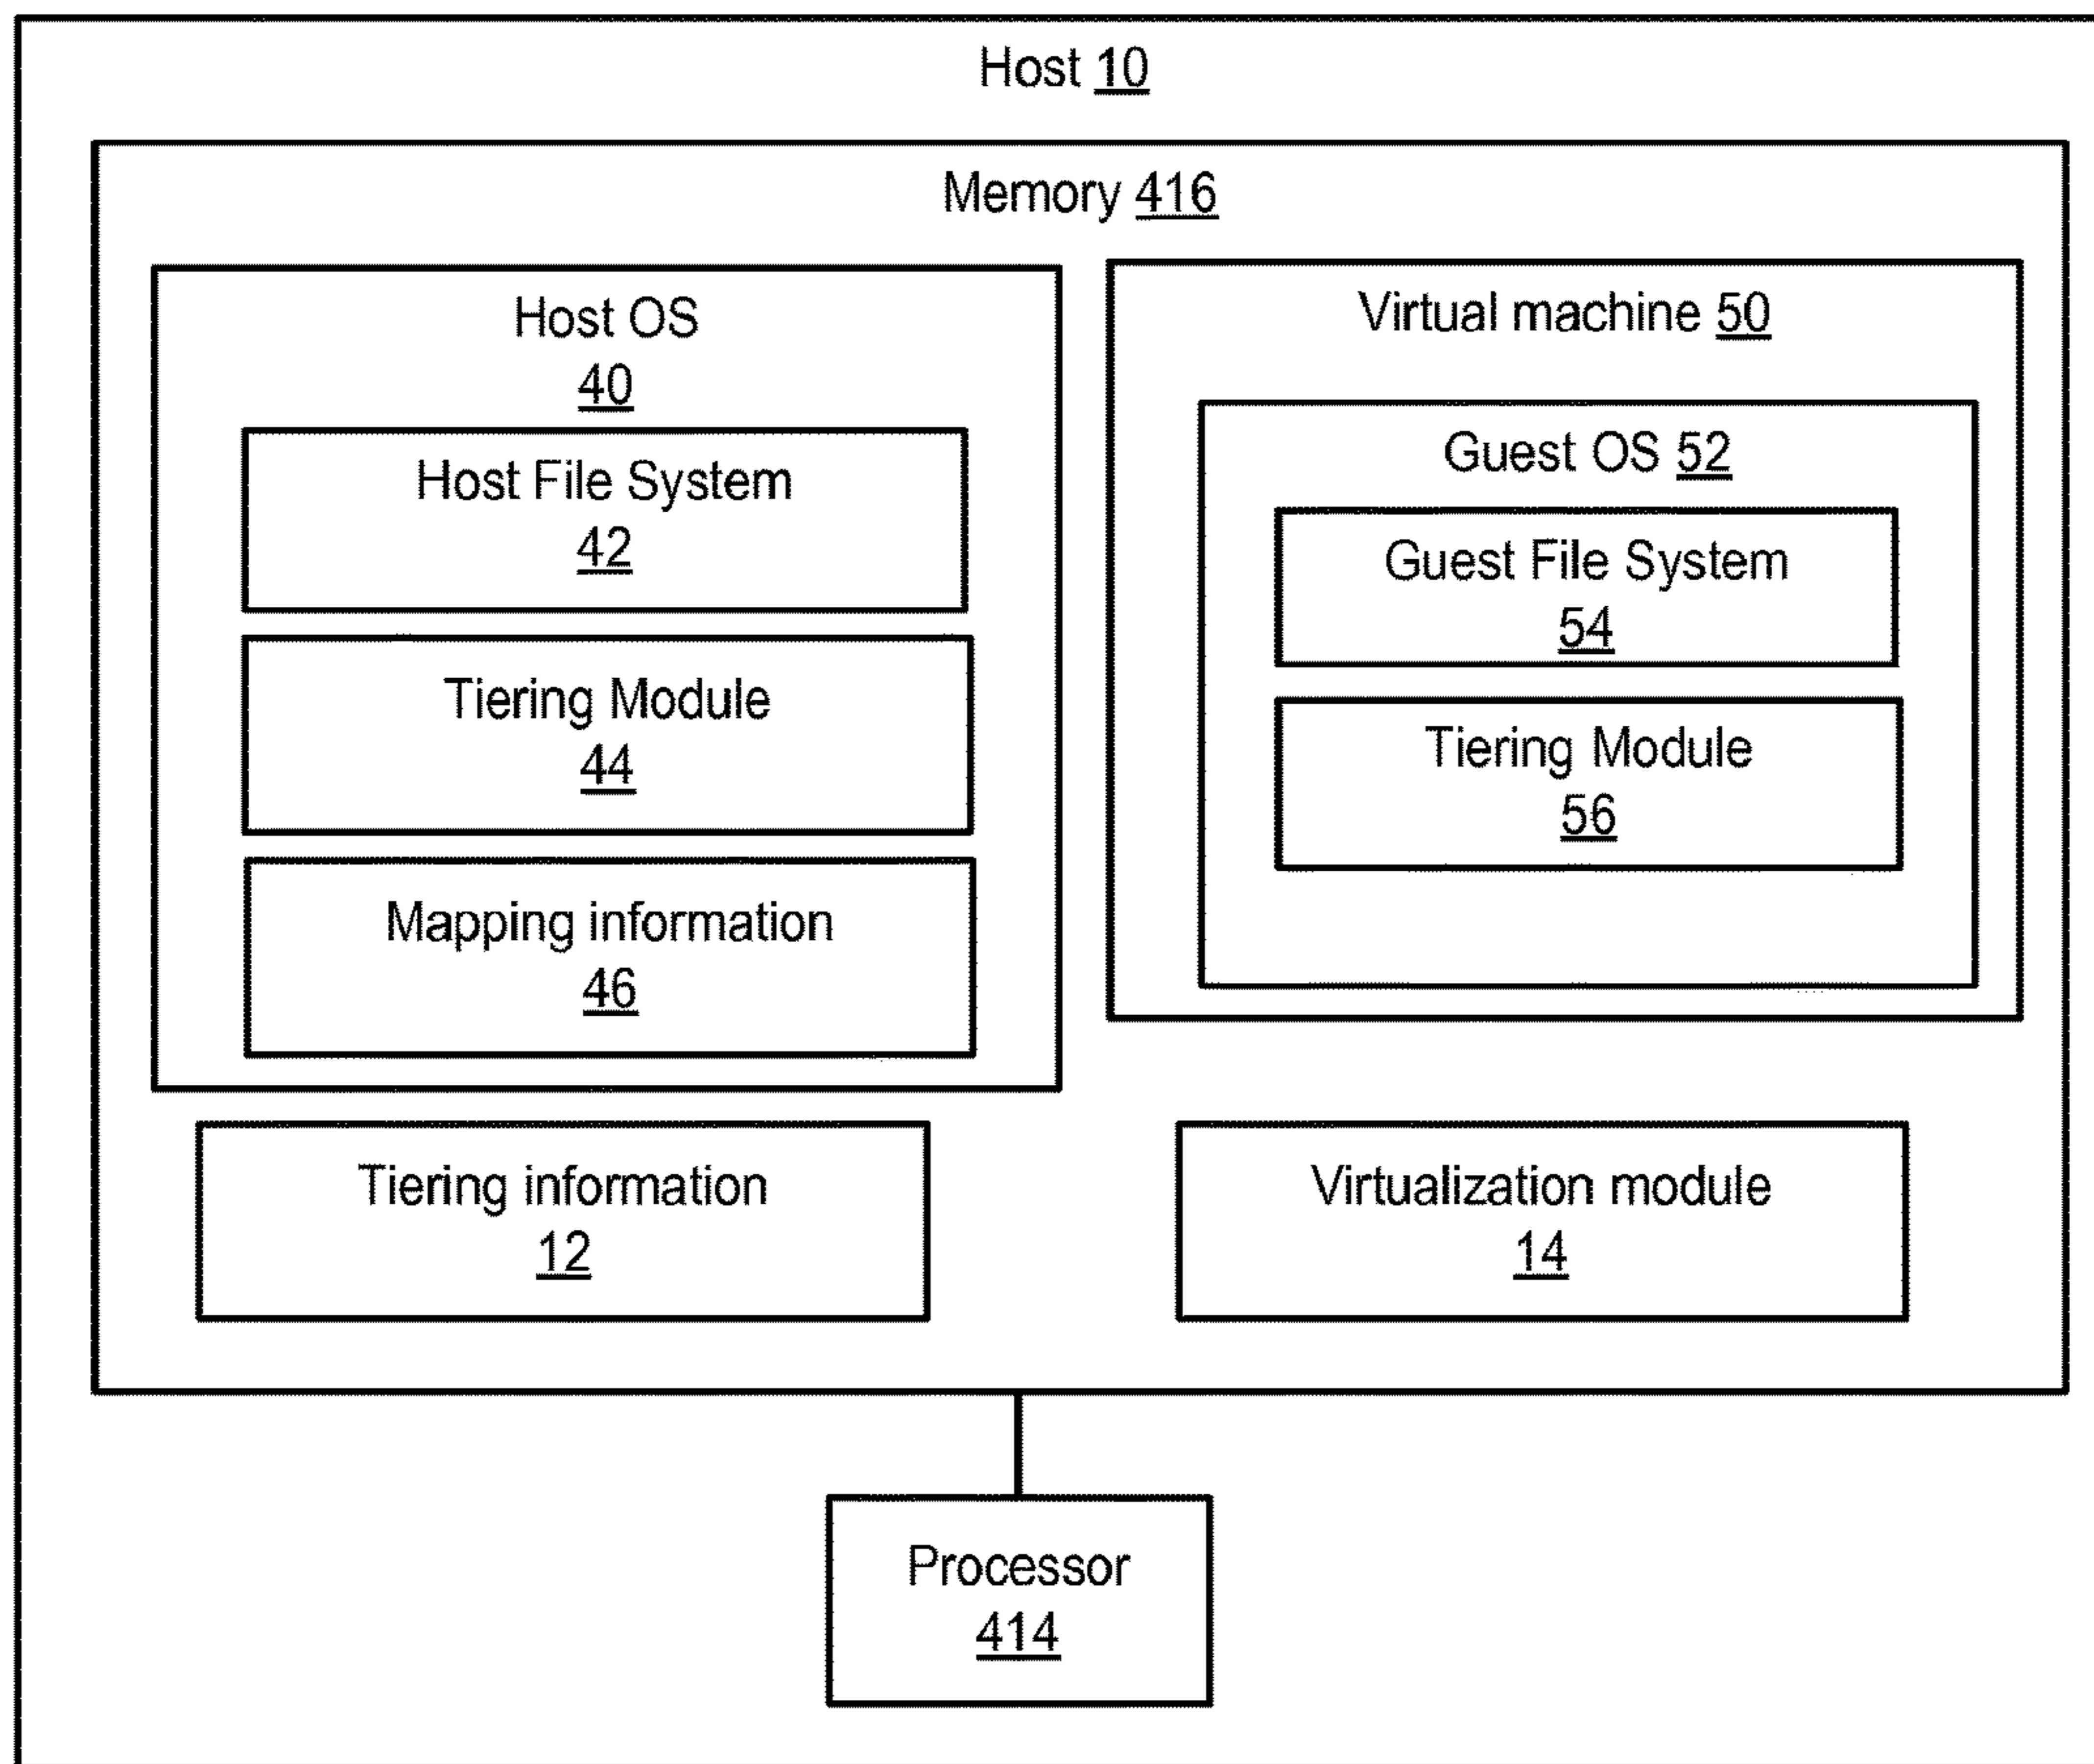 Host 10
Memory 416
Host OS
40
Host File System
42
Tiering Module
44
Mapping information
46
Virtual machine 50
Guest OS 52
Guest File System
54
Tiering Module
56
Tiering information
12
Virtualization module
14
Processor
414